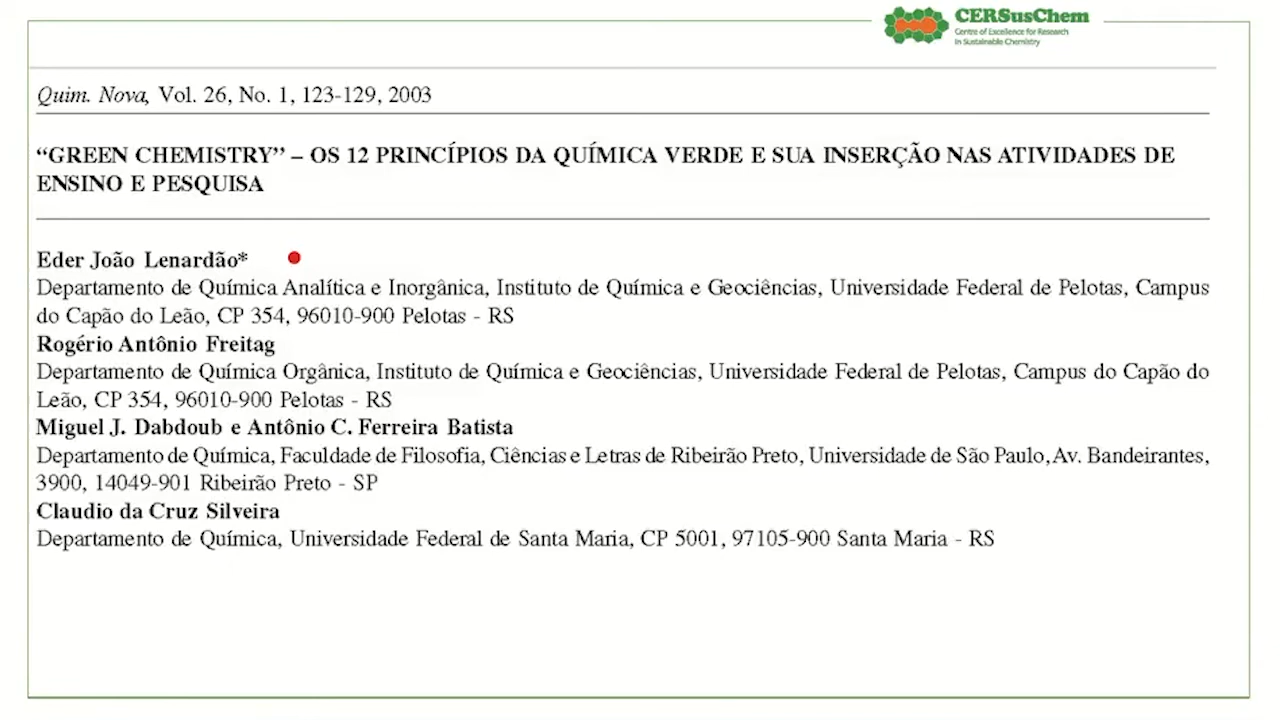 CERSusChem
Centre of Excellence for Research
in Sustainable Chemistry
Quim. Nova, Vol. 26, No. 1, 123-129, 2003
“GREEN CHEMISTRY” – OS 12 PRINCÍPIOS DA QUÍMICA VERDE E SUA INSERÇÃO NAS ATIVIDADES DE
ENSINO E PESQUISA
Eder João Lenardão*
Departamento de Química Analítica e Inorgânica, Instituto de Química e Geociências, Universidade Federal de Pelotas, Campus
do Capão do Leão, CP 354, 96010-900 Pelotas - RS
Rogério Antônio Freitag
Departamento de Química Orgânica, Instituto de Química e Geociências, Universidade Federal de Pelotas, Campus do Capão do
Leão, CP 354, 96010-900 Pelotas - RS
Miguel J. Dabdoub e Antônio C. Ferreira Batista
Departamento de Química, Faculdade de Filosofia, Ciências e Letras de Ribeirão Preto, Universidade de São Paulo, Av. Bandeirantes,
3900, 14049-901 Ribeirão Preto - SP
Claudio da Cruz Silveira
Departamento de Química, Universidade Federal de Santa Maria, CP 5001, 97105-900 Santa Maria - RS